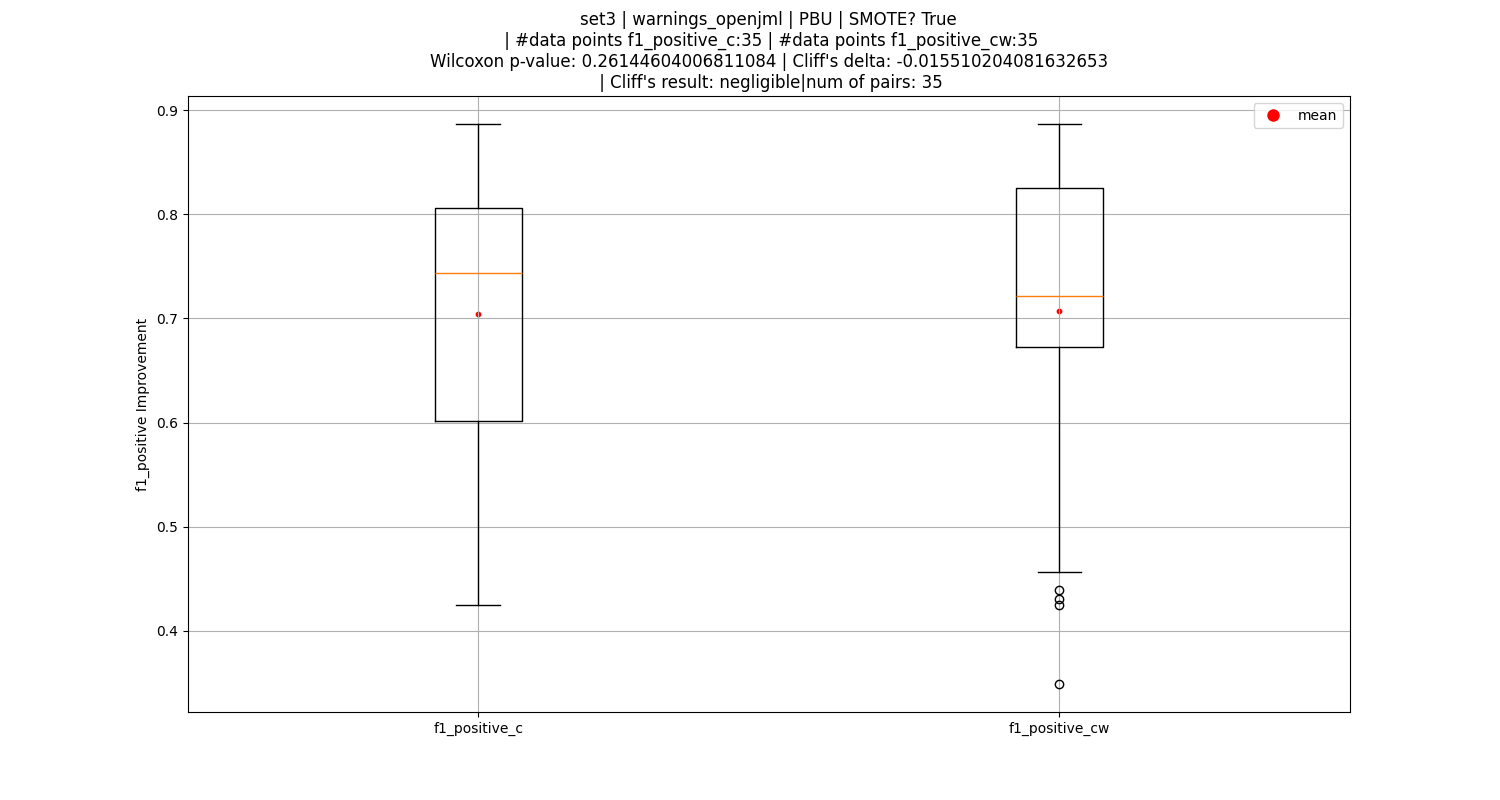 set3 | warnings_openjml | PBU | SMOTE? True
| #data points f1_positive_c:35 | #data points f1_positive_cw:35
Wilcoxon p-value: 0.26144604006811084 | Cliff's delta: -0.015510204081632653
| Cliff's result: negligible|num of pairs: 35
mean
0.9
0.8
0.7
0.6
0.5
0.4
f1_positive Improvement
f1_positive_c
f1_positive_cw